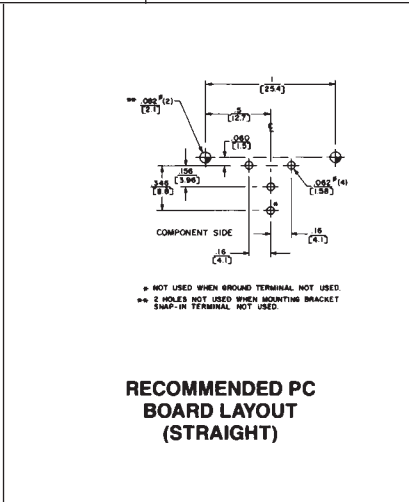 1
[25.4]
.5
[12.7]
** .082 ø (2)
[2.1]
℄
.060
[1.5]
.156
[3.96]
.346
[8.8]
.062 ø (4)
[1.58]
*
COMPONENT SIDE
.16
[4.1]
.16
[4.1]
* NOT USED WHEN GROUND TERMINAL NOT USED.
** 2 HOLES NOT USED WHEN MOUNTING BRACKET
SNAP-IN TERMINAL NOT USED.
RECOMMENDED PC
BOARD LAYOUT
(STRAIGHT)